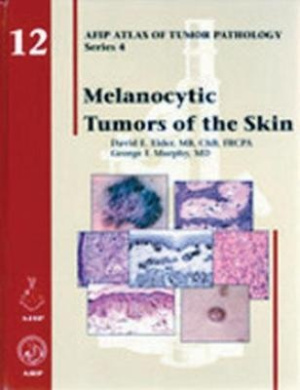 12
AFIP ATLAS OF TUMOR PATHOLOGY
Series 4
Melanocytic
Tumors of the Skin
David E. Elder, MB, ChB, FRCPA
George F. Murphy, MD